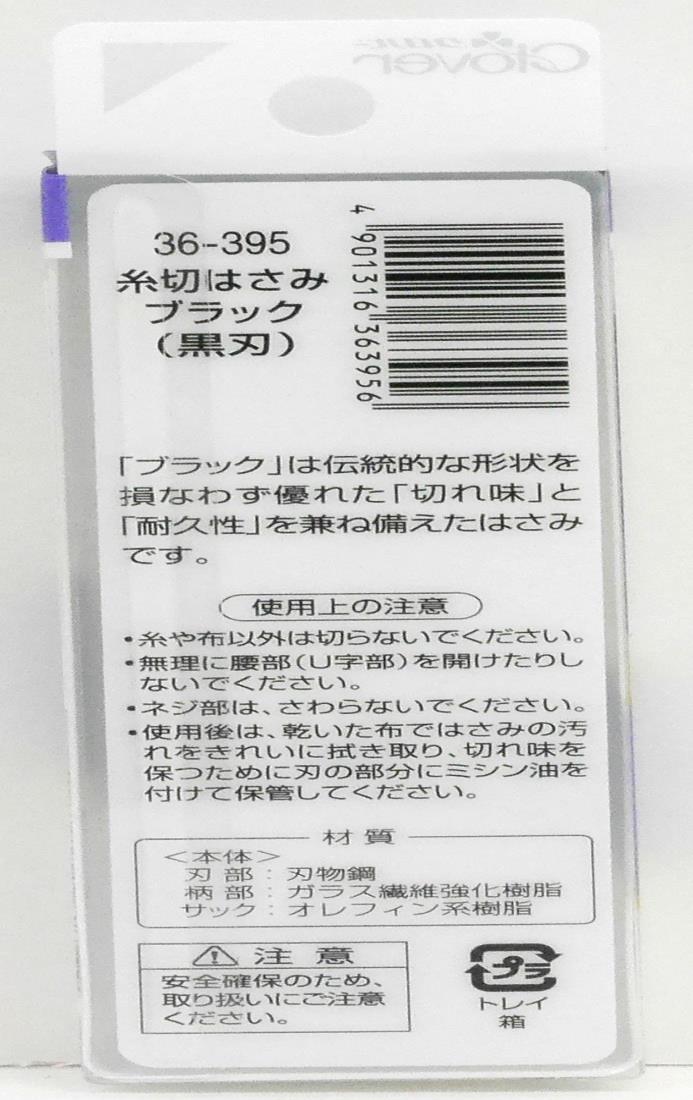 Clover
36-395
糸切はさみ
ブラック
（黒刃）
4 901316 363956
「ブラック」は伝統的な形状を
損なわず優れた「切れ味」と
「耐久性」を兼ね備えたはさみ
です。
使用上の注意
・糸や布以外は切らないでください。
・無理に腰部（U字部）を開けたりし
ないでください。
・ネジ部は、さわらないでください。
・使用後は、乾いた布ではさみの汚
れをきれいに拭き取り、切れ味を
保つために刃の部分にミシン油を
付けて保管してください。
材質
＜本体＞
刃部：刃物鋼
柄部：ガラス繊維強化樹脂
サック：オレフィン系樹脂
注意
安全確保のため、
取り扱いにご注意
ください。
プラ
トレイ
箱